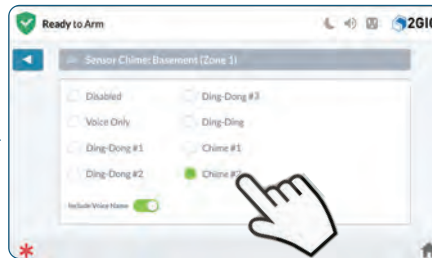 Ready to Arm
2GIG
Sensor Chime: Basement (Zone 1)
Disabled
Ding-Dong #3
Voice Only
Ding-Ding
Ding-Dong #1
Chime #1
Ding-Dong #2
Chime #2
Include Voice Name